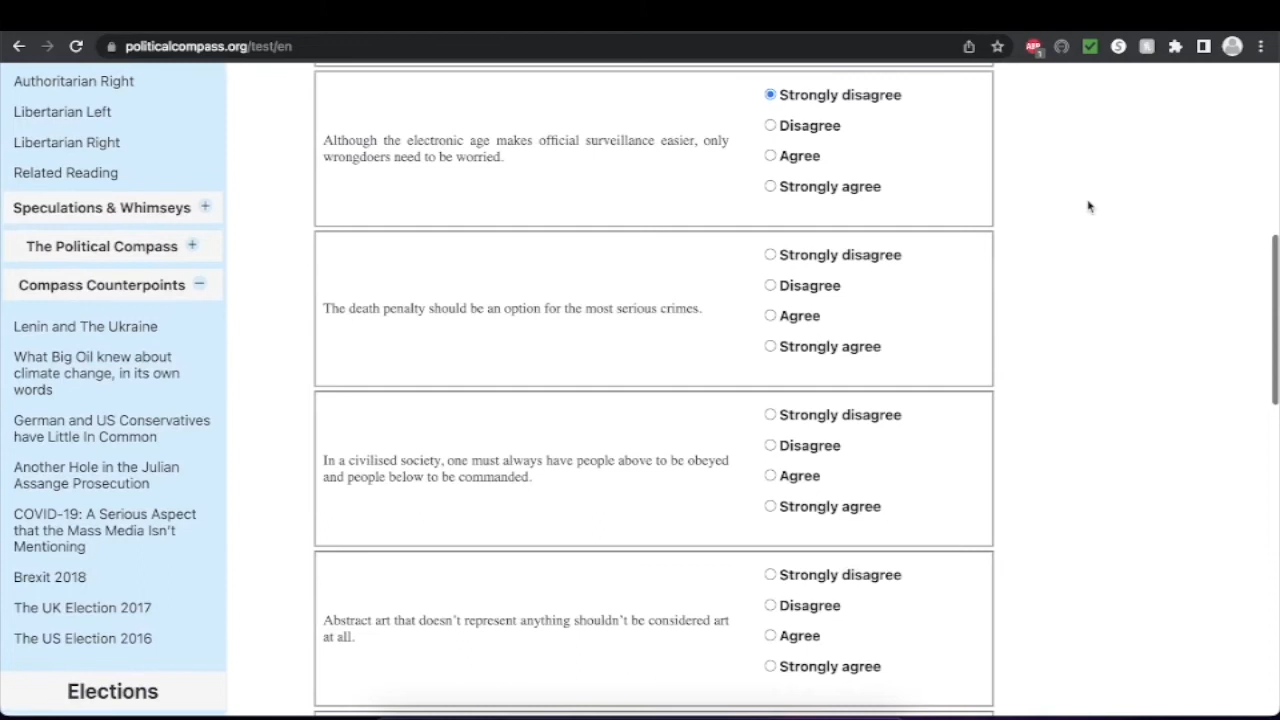 politicalcompass.org/test/en
ABP
1
S
Authoritarian Right
Libertarian Left
Libertarian Right
Related Reading
Speculations & Whimseys +
The Political Compass +
Compass Counterpoints −
Lenin and The Ukraine
What Big Oil knew about
climate change, in its own
words
German and US Conservatives
have Little In Common
Another Hole in the Julian
Assange Prosecution
COVID-19: A Serious Aspect
that the Mass Media Isn't
Mentioning
Brexit 2018
The UK Election 2017
The US Election 2016
Elections
Although the electronic age makes official surveillance easier, only
wrongdoers need to be worried.
Strongly disagree
Disagree
Agree
Strongly agree
The death penalty should be an option for the most serious crimes.
Strongly disagree
Disagree
Agree
Strongly agree
In a civilised society, one must always have people above to be obeyed
and people below to be commanded.
Strongly disagree
Disagree
Agree
Strongly agree
Abstract art that doesn't represent anything shouldn't be considered art
at all.
Strongly disagree
Disagree
Agree
Strongly agree